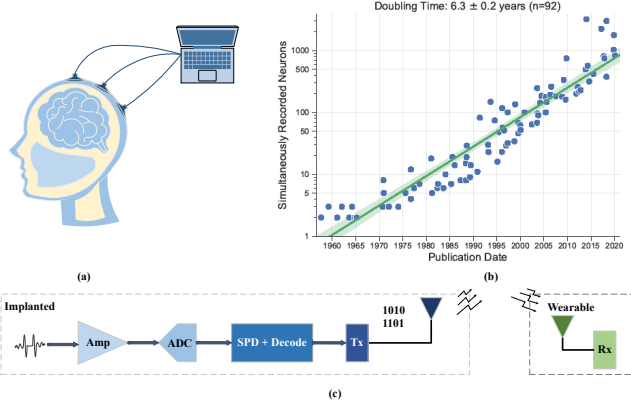 Doubling Time: 6.3 ± 0.2 years (n=92)
Simultaneously Recorded Neurons
1000
500
100
50
10
5
1
1960 1965 1970 1975 1980 1985 1990 1995 2000 2005 2010 2015 2020
Publication Date
(a)
(b)
Implanted
Amp
ADC
SPD + Decode
Tx
1010
1101
Wearable
Rx
(c)